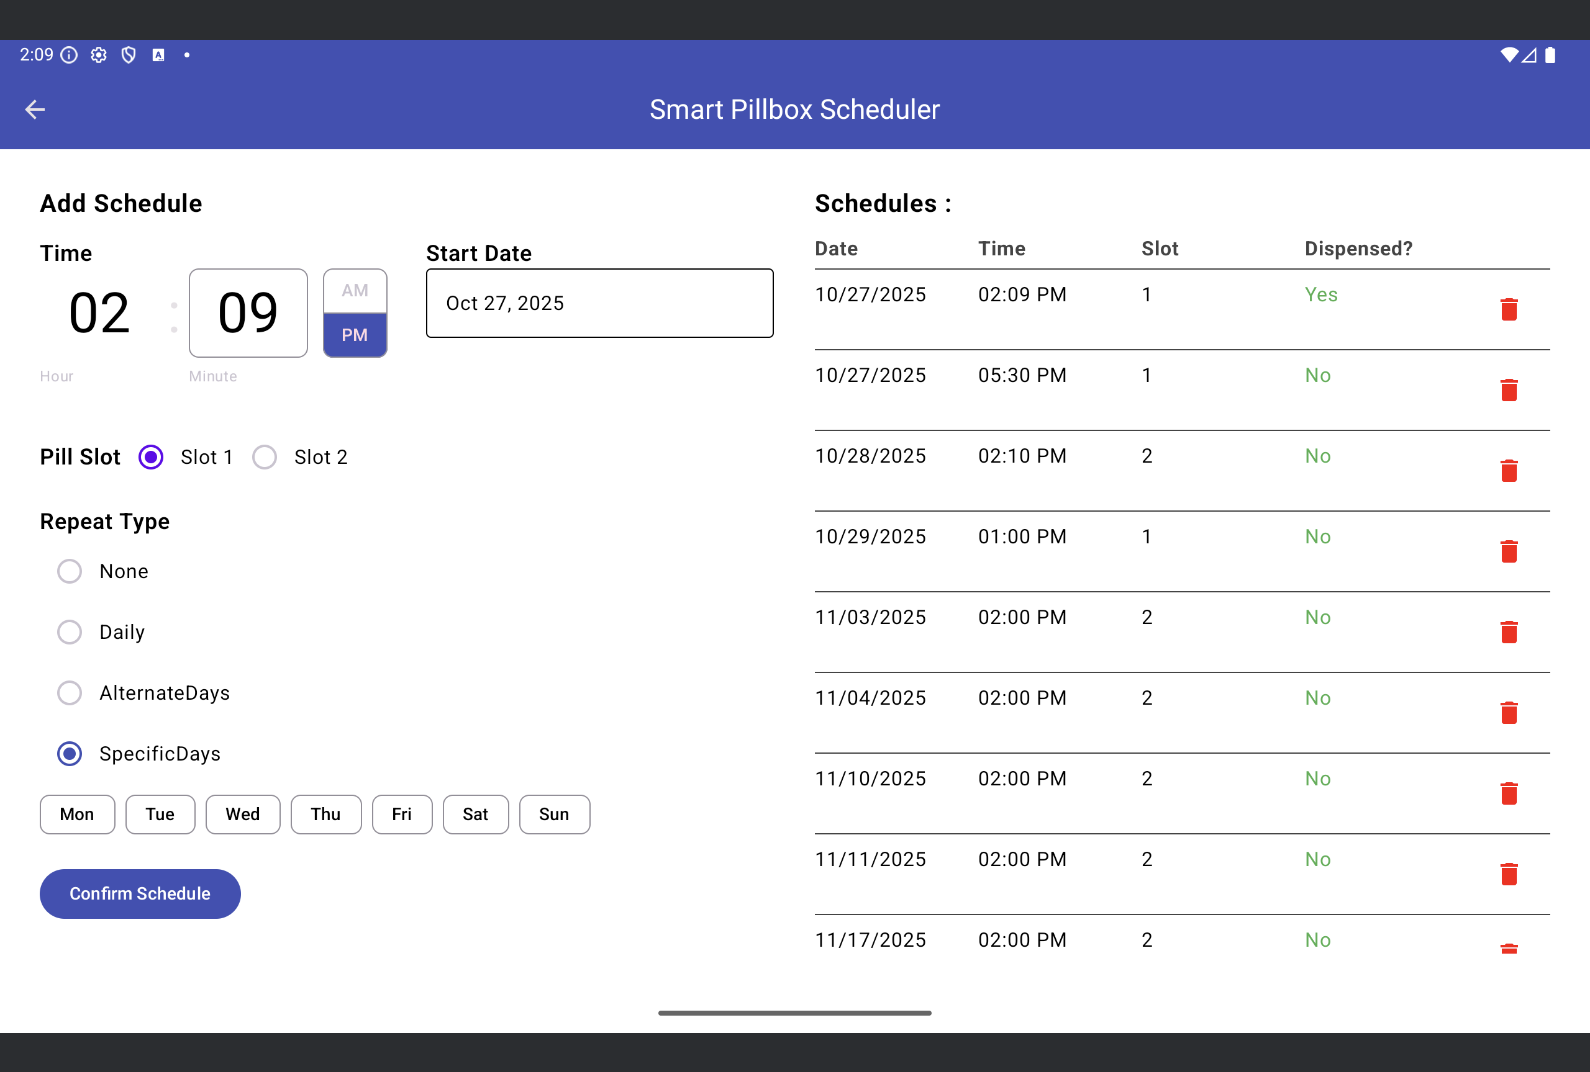 2:09
Smart Pillbox Scheduler
Add Schedule
Time
Start Date
02 : 09
AM
PM
Oct 27, 2025
Hour
Minute
Pill Slot
Slot 1
Slot 2
Repeat Type
None
Daily
AlternateDays
SpecificDays
Mon Tue Wed Thu Fri Sat Sun
Confirm Schedule
Schedules :
Date Time Slot Dispensed?
10/27/2025 02:09 PM 1 Yes
10/27/2025 05:30 PM 1 No
10/28/2025 02:10 PM 2 No
10/29/2025 01:00 PM 1 No
11/03/2025 02:00 PM 2 No
11/04/2025 02:00 PM 2 No
11/10/2025 02:00 PM 2 No
11/11/2025 02:00 PM 2 No
11/17/2025 02:00 PM 2 No